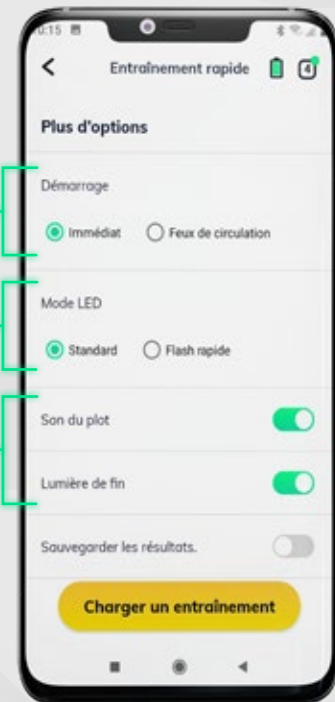 0:15
Entraînement rapide
4
Plus d'options
Démarrage
Immédiat Feux de circulation
Mode LED
Standard Flash rapide
Son du plot
Lumière de fin
Sauvegarder les résultats.
Charger un entraînement